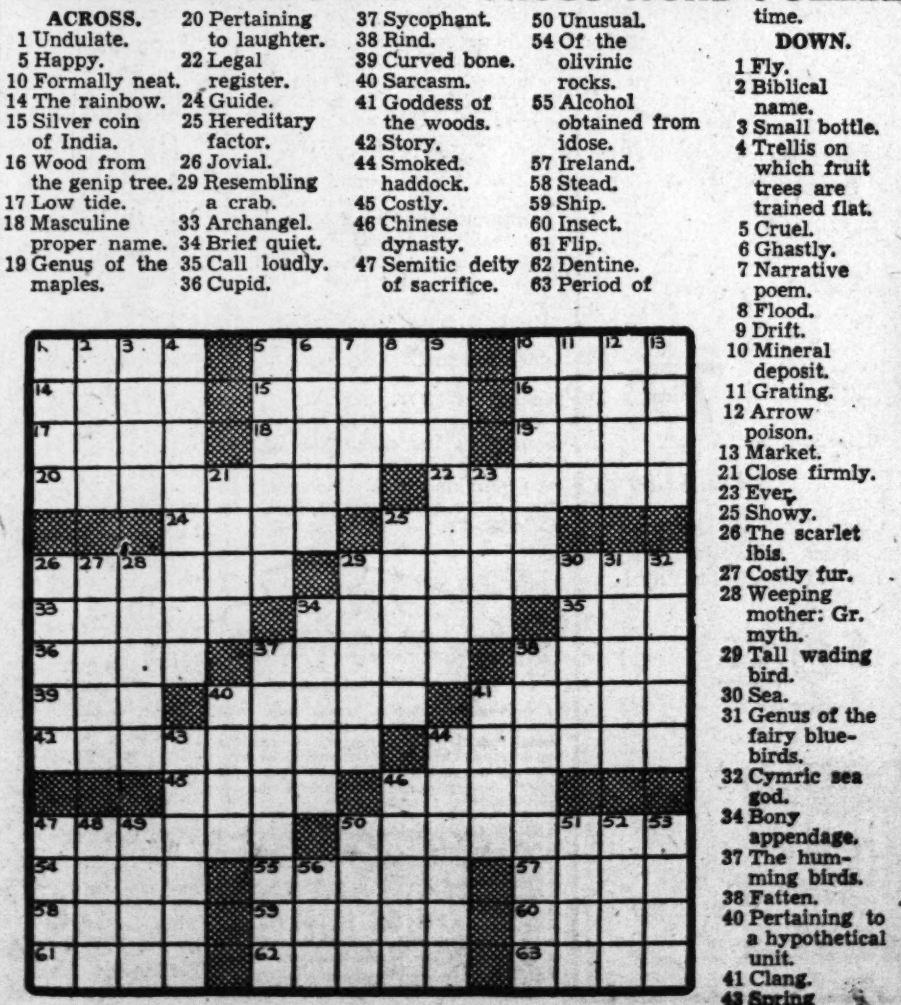 ACROSS.
1 Undulate.
5 Happy.
10 Formally neat.
14 The rainbow.
15 Silver coin
of India.
16 Wood from
the genip tree.
17 Low tide.
18 Masculine
proper name.
19 Genus of the
maples.
20 Pertaining
to laughter.
22 Legal
register.
24 Guide.
25 Hereditary
factor.
26 Jovial.
29 Resembling
a crab.
33 Archangel.
34 Brief quiet.
35 Call loudly.
36 Cupid.
37 Sycophant.
38 Rind.
39 Curved bone.
40 Sarcasm.
41 Goddess of
the woods.
42 Story.
44 Smoked.
haddock.
45 Costly.
46 Chinese
dynasty.
47 Semitic deity
of sacrifice.
50 Unusual.
54 Of the
olivinic
rocks.
55 Alcohol
obtained from
idose.
57 Ireland.
58 Stead.
59 Ship.
60 Insect.
61 Flip.
62 Dentine.
63 Period of
time.
DOWN.
1 Fly.
2 Biblical
name.
3 Small bottle.
4 Trellis on
which fruit
trees are
trained flat.
5 Cruel.
6 Ghastly.
7 Narrative
poem.
8 Flood.
9 Drift.
10 Mineral
deposit.
11 Grating.
12 Arrow
poison.
13 Market.
21 Close firmly.
23 Ever.
25 Showy.
26 The scarlet
ibis.
27 Costly fur.
28 Weeping
mother: Gr.
myth.
29 Tall wading
bird.
30 Sea.
31 Genus of the
fairy blue-
birds.
32 Cymric sea
god.
34 Bony
appendage.
37 The hum-
ming birds.
38 Fatten.
40 Pertaining to
a hypothetical
unit.
41 Clang.
43 Spring
1 2 3 4 5 6 7 8 9 10 11 12 13
14 15 16
17 18 19
20 21 22 23
24 25
26 27 28 29 30 31 32
33 34 35
36 37 38
39 40 41
42 43 44
45 46
47 48 49 50 51 52 53
54 55 56 57
58 59 60
61 62 63